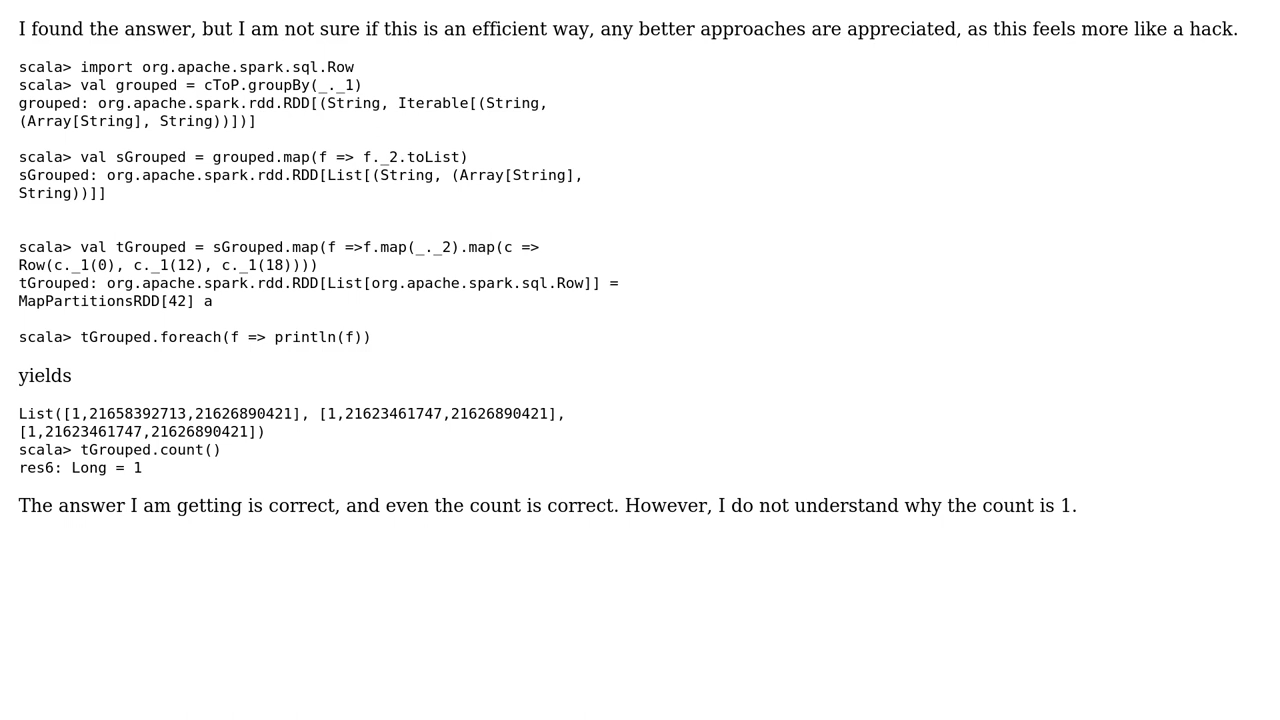 I found the answer, but I am not sure if this is an efficient way, any better approaches are appreciated, as this feels more like a hack.
scala> import org.apache.spark.sql.Row
scala> val grouped = cToP.groupBy(_._1)
grouped: org.apache.spark.rdd.RDD[(String, Iterable[(String,
(Array[String], String))])]
scala> val sGrouped = grouped.map(f => f._2.toList)
sGrouped: org.apache.spark.rdd.RDD[List[(String, (Array[String],
String))]]
scala> val tGrouped = sGrouped.map(f =>f.map(_._2).map(c =>
Row(c._1(0), c._1(12), c._1(18))))
tGrouped: org.apache.spark.rdd.RDD[List[org.apache.spark.sql.Row]] =
MapPartitionsRDD[42] a
scala> tGrouped.foreach(f => println(f))
yields
List([1,21658392713,21626890421], [1,21623461747,21626890421],
[1,21623461747,21626890421])
scala> tGrouped.count()
res6: Long = 1
The answer I am getting is correct, and even the count is correct. However, I do not understand why the count is 1.